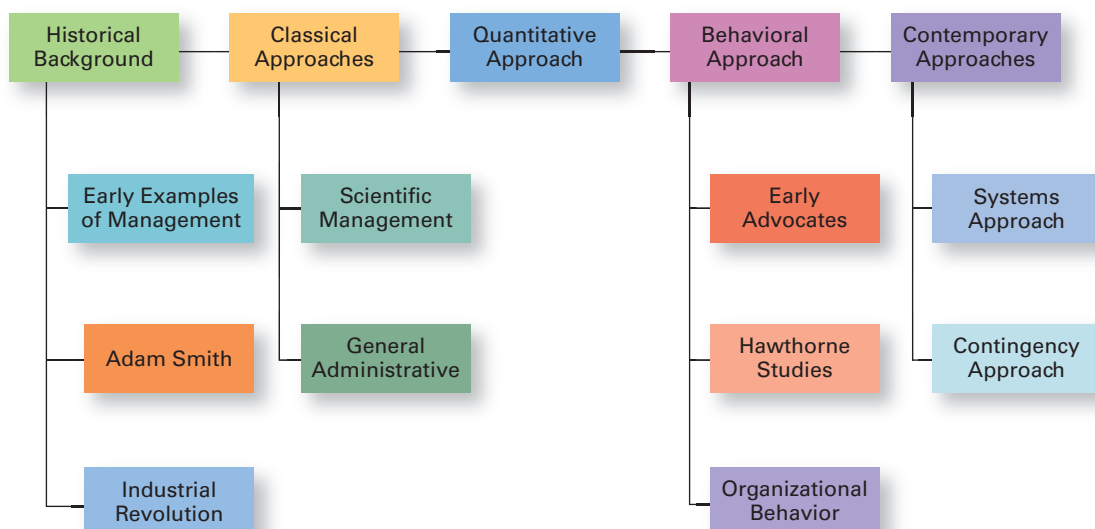 Historical
Background
Classical
Approaches
Quantitative
Approach
Behavioral
Approach
Contemporary
Approaches
Early Examples
of Management
Scientific
Management
Early
Advocates
Systems
Approach
Adam Smith
General
Administrative
Hawthorne
Studies
Contingency
Approach
Industrial
Revolution
Organizational
Behavior